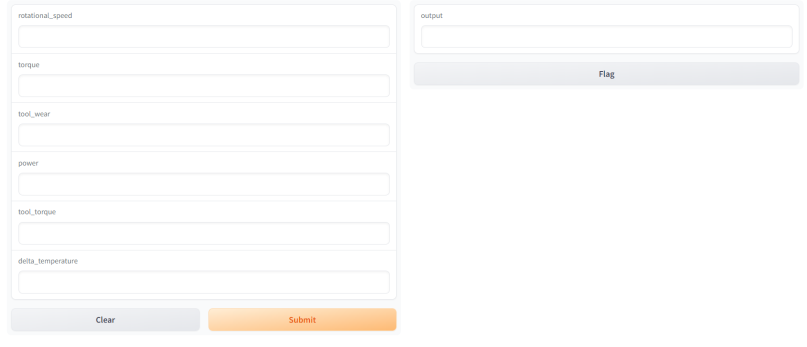 rotational_speed
torque
tool_wear
power
tool_torque
delta_temperature
Clear
Submit
output
Flag